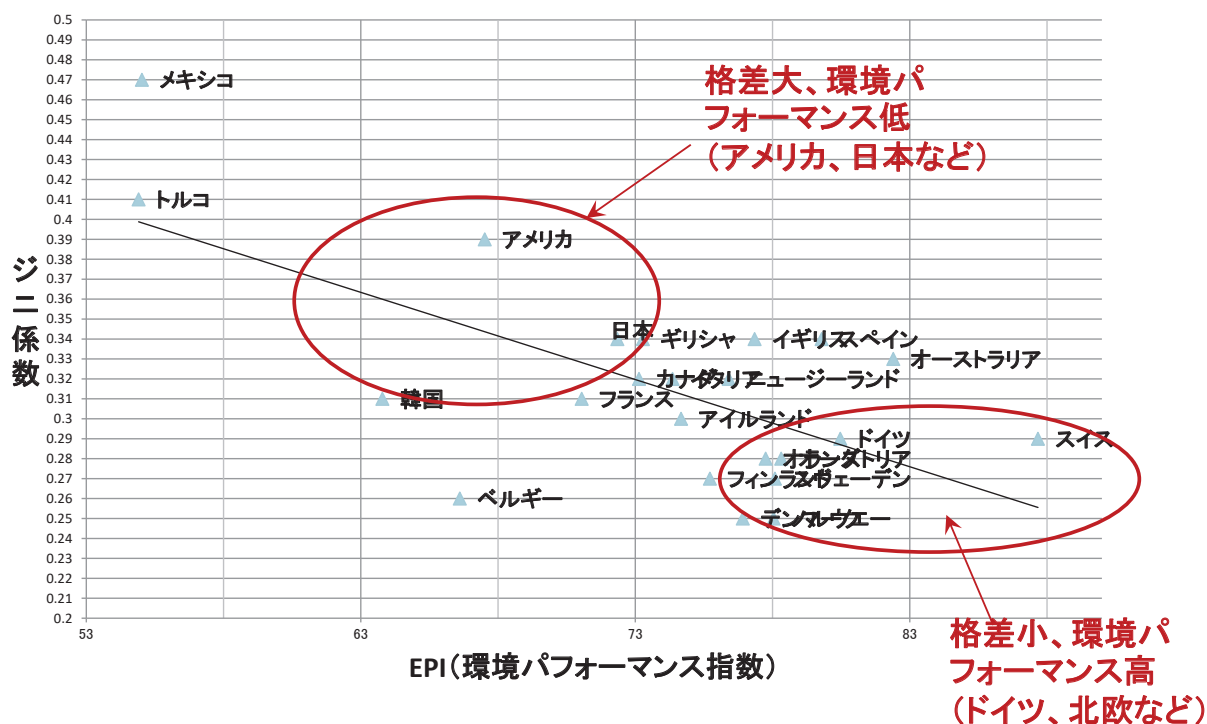 0.5
0.49
0.48
0.47
0.46
0.45
0.44
0.43
0.42
0.41
0.4
0.39
0.38
0.37
0.36
0.35
0.34
0.33
0.32
0.31
0.3
0.29
0.28
0.27
0.26
0.25
0.24
0.23
0.22
0.21
0.2
ジニ係数
メキシコ
格差大、環境パ
フォーマンス低
（アメリカ、日本など）
トルコ
アメリカ
日本
ギリシャ
イギリス
スペイン
オーストラリア
カナダ
イタリア
ニュージーランド
韓国
フランス
アイルランド
ドイツ
スイス
オランダ
オーストリア
フィンランド
スウェーデン
ベルギー
デンマーク
ノルウエー
53
63
73
83
EPI（環境パフォーマンス指数）
格差小、環境パ
フォーマンス高
（ドイツ、北欧など）